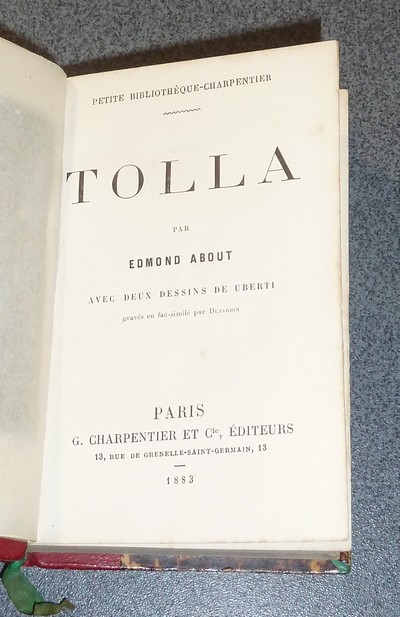 PETITE BIBLIOTHÈQUE-CHARPENTIER
TOLLA
PAR
EDMOND ABOUT
AVEC DEUX DESSINS DE UBERTI
gravés en fac-similé par DUJARDIN
PARIS
G. CHARPENTIER ET Cie, ÉDITEURS
13, RUE DE GRENELLE-SAINT-GERMAIN, 13
1883